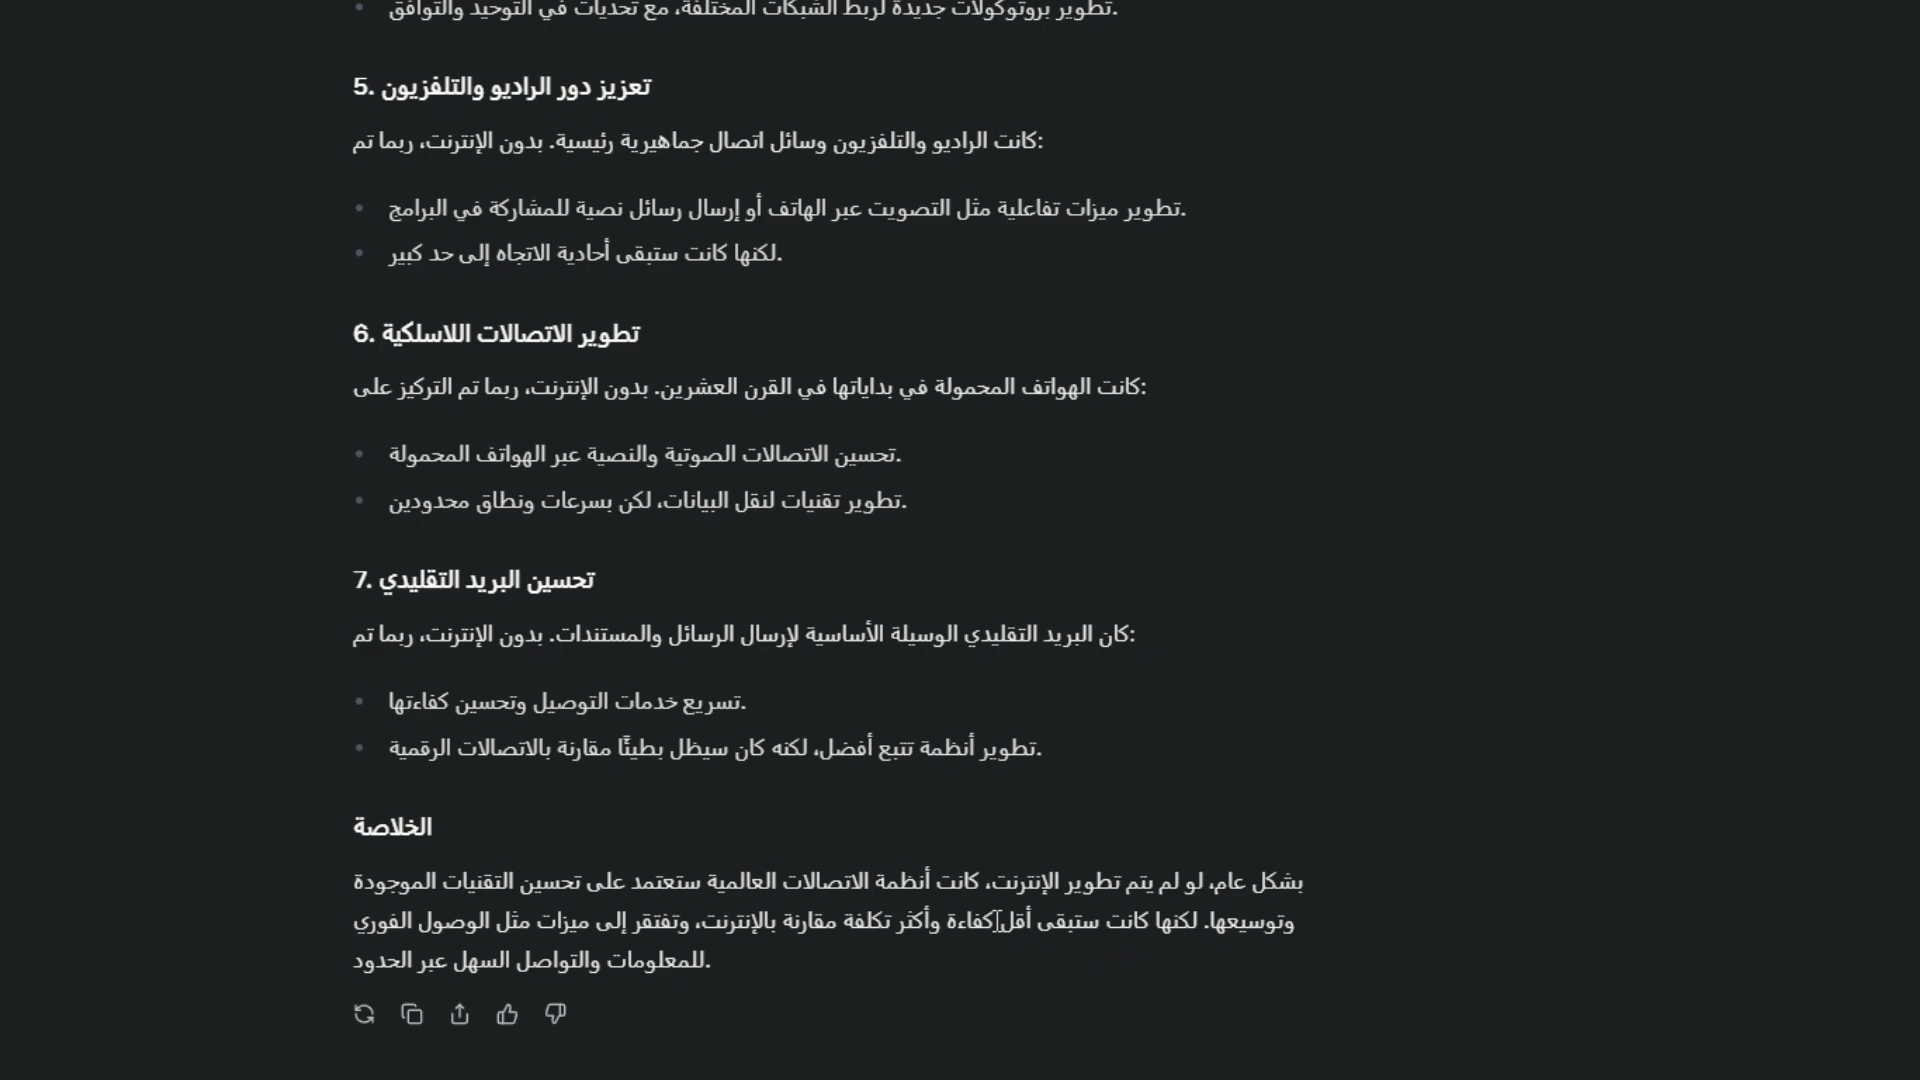 تطوير بروتوكولات جديدة لربط الشبكات المختلفة، مع تحديات في التوحيد والتوافق.
5. تعزيز دور الراديو والتلفزيون
كانت الراديو والتلفزيون وسائل اتصال جماهيرية رئيسية. بدون الإنترنت، ربما تم:
تطوير ميزات تفاعلية مثل التصويت عبر الهاتف أو إرسال رسائل نصية للمشاركة في البرامج.
لكنها كانت ستبقى أحادية الاتجاه إلى حد كبير.
6. تطوير الاتصالات اللاسلكية
كانت الهواتف المحمولة في بداياتها في القرن العشرين. بدون الإنترنت، ربما تم التركيز على:
تحسين الاتصالات الصوتية والنصية عبر الهواتف المحمولة.
تطوير تقنيات لنقل البيانات، لكن بسرعات ونطاق محدودين.
7. تحسين البريد التقليدي
كان البريد التقليدي الوسيلة الأساسية لإرسال الرسائل والمستندات. بدون الإنترنت، ربما تم:
تسريع خدمات التوصيل وتحسين كفاءتها.
تطوير أنظمة تتبع أفضل، لكنه كان سيظل بطيئًا مقارنة بالاتصالات الرقمية.
الخلاصة
بشكل عام، لو لم يتم تطوير الإنترنت، كانت أنظمة الاتصالات العالمية ستعتمد على تحسين التقنيات الموجودة
وتوسيعها. لكنها كانت ستبقى أقل كفاءة وأكثر تكلفة مقارنة بالإنترنت، وتفتقر إلى ميزات مثل الوصول الفوري
للمعلومات والتواصل السهل عبر الحدود.